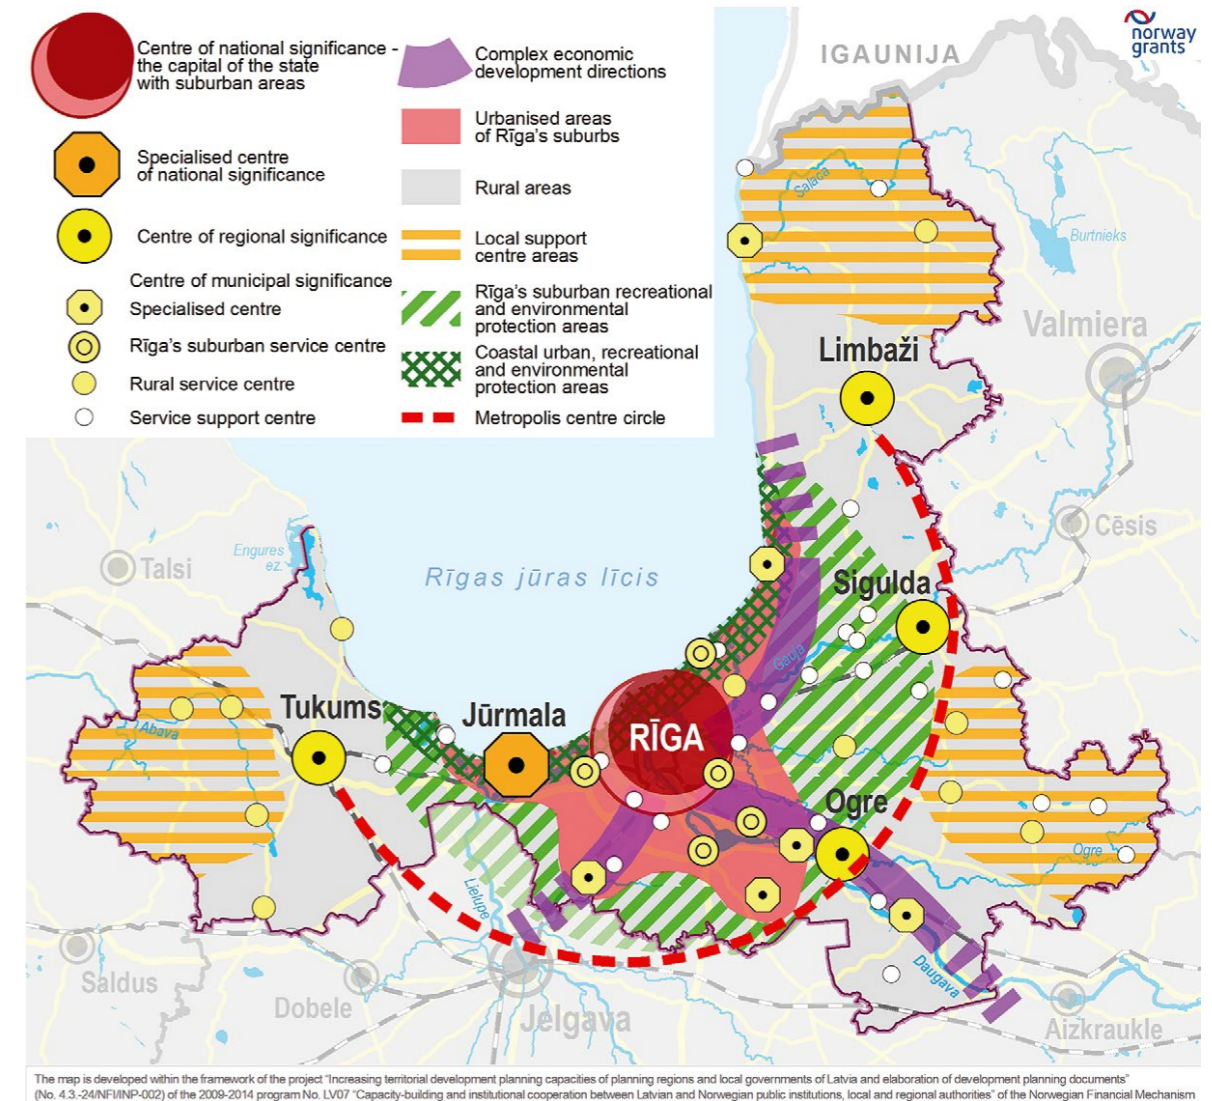 Centre of national significance -
the capital of the state
with suburban areas
Specialised centre
of national significance
Centre of regional significance
Centre of municipal significance
Specialised centre
Rīga's suburban service centre
Rural service centre
Service support centre
Complex economic
development directions
Urbanised areas
of Rīga's suburbs
Rural areas
Local support
centre areas
Rīga's suburban recreational
and environmental
protection areas
Coastal urban, recreational
and environmental
protection areas
Metropolis centre circle
norway
grants
IGAUNIJA
Salaca
Burtnieks
Valmiera
Limbaži
Cēsis
Engures
ez.
Talsi
Rīgas jūras līcis
Sigulda
Gauja
Tukums
Jūrmala
RĪGA
Abava
Ogre
Ogre
Lielupe
Daugava
Saldus
Dobele
Jelgava
Aizkraukle
The map is developed within the framework of the project "Increasing territorial development planning capacities of planning regions and local governments of Latvia and elaboration of development planning documents"
(No. 4.3.-24/NFI/INP-002) of the 2009-2014 program No. LV07 "Capacity-building and institutional cooperation between Latvian and Norwegian public institutions, local and regional authorities" of the Norwegian Financial Mechanism